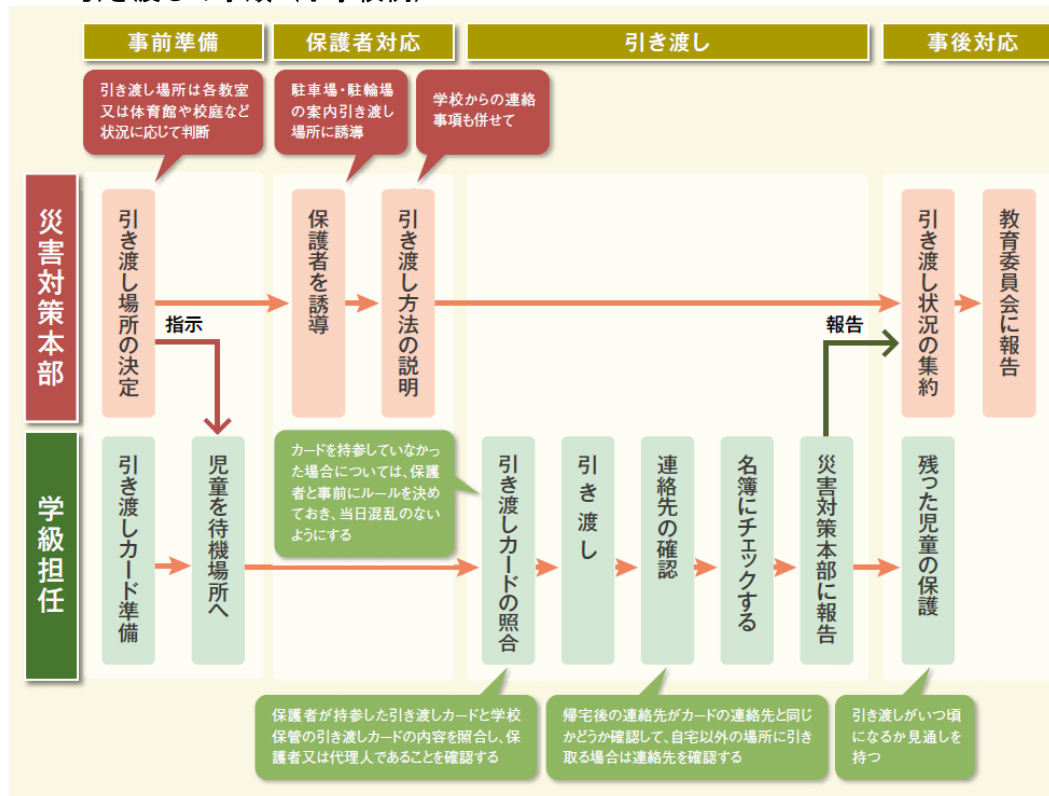 引き渡しの手順（小学校例）
事前準備
保護者対応
引き渡し
事後対応
引き渡し場所は各教室
又は体育館や校庭など
状況に応じて判断
駐車場・駐輪場
の案内引き渡し
場所に誘導
学校からの連絡
事項も併せて
災害対策本部
引き渡し場所の決定
保護者を誘導
引き渡し方法の説明
引き渡し状況の集約
教育委員会に報告
指示
報告
学級担任
引き渡しカード準備
児童を待機場所へ
カードを持参していなかっ
た場合については、保護
者と事前にルールを決め
ておき、当日混乱のない
ようにする
引き渡しカードの照合
引き渡し
連絡先の確認
名簿にチェックする
災害対策本部に報告
残った児童の保護
保護者が持参した引き渡しカードと学校
保管の引き渡しカードの内容を照合し、保
護者又は代理人であることを確認する
帰宅後の連絡先がカードの連絡先と同じ
かどうか確認して、自宅以外の場所に引き
取る場合は連絡先を確認する
引き渡しがいつ頃
になるか見通しを
持つ